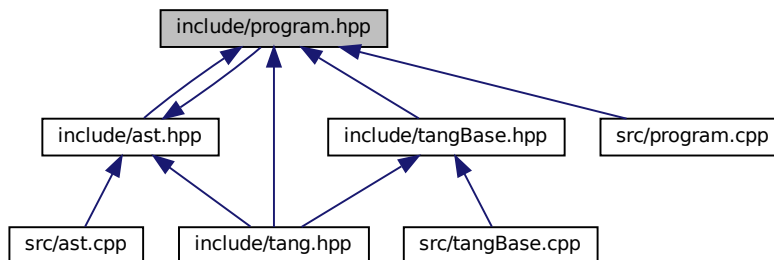 include/program.hpp
include/ast.hpp
include/tangBase.hpp
src/program.cpp
src/ast.cpp
include/tang.hpp
src/tangBase.cpp